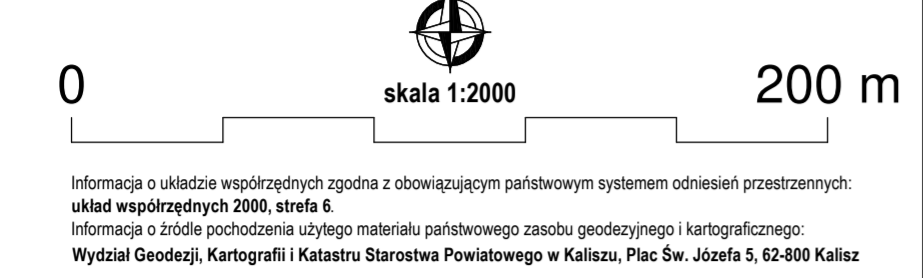 0
200 m
skala 1:2000
Informacja o układzie współrzędnych zgodna z obowiązującym państwowym systemem odniesień przestrzennych:
układ współrzędnych 2000, strefa 6.
Informacja o źródle pochodzenia użytego materiału państwowego zasobu geodezyjnego i kartograficznego:
Wydział Geodezji, Kartografii i Katastru Starostwa Powiatowego w Kaliszu, Plac Św. Józefa 5, 62-800 Kalisz